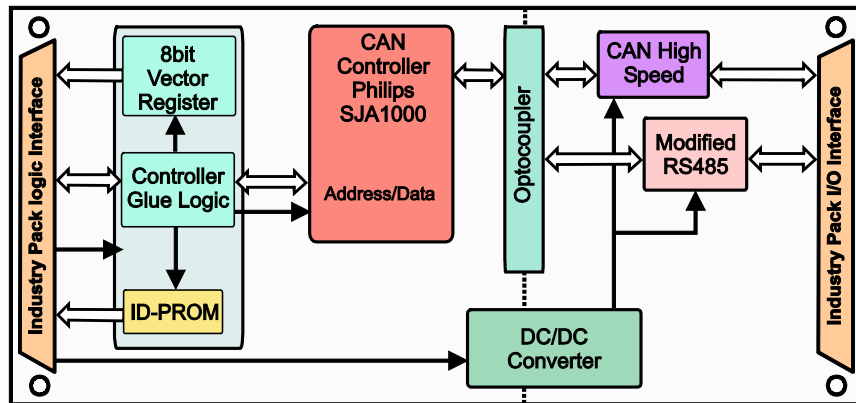 Industry Pack logic Interface
8bit
Vector
Register
Controller
Glue Logic
ID-PROM
CAN
Controller
Philips
SJA1000
Address/Data
Optocoupler
CAN High
Speed
Modified
RS485
DC/DC
Converter
Industry Pack I/O Interface